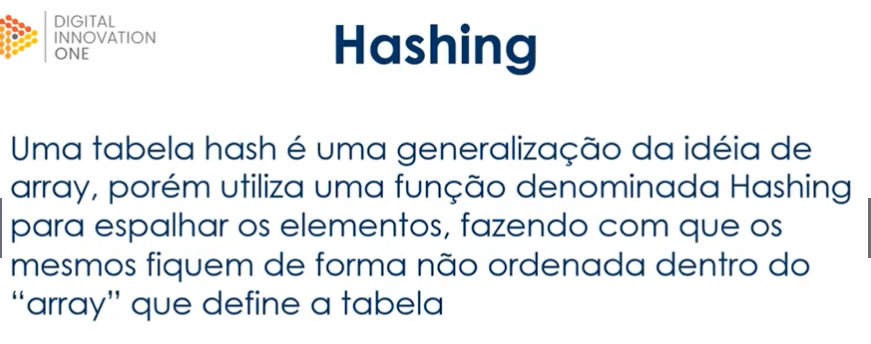 DIGITAL
INNOVATION
ONE
Hashing
Uma tabela hash é uma generalização da idéia de
array, porém utiliza uma função denominada Hashing
para espalhar os elementos, fazendo com que os
mesmos fiquem de forma não ordenada dentro do
“array” que define a tabela